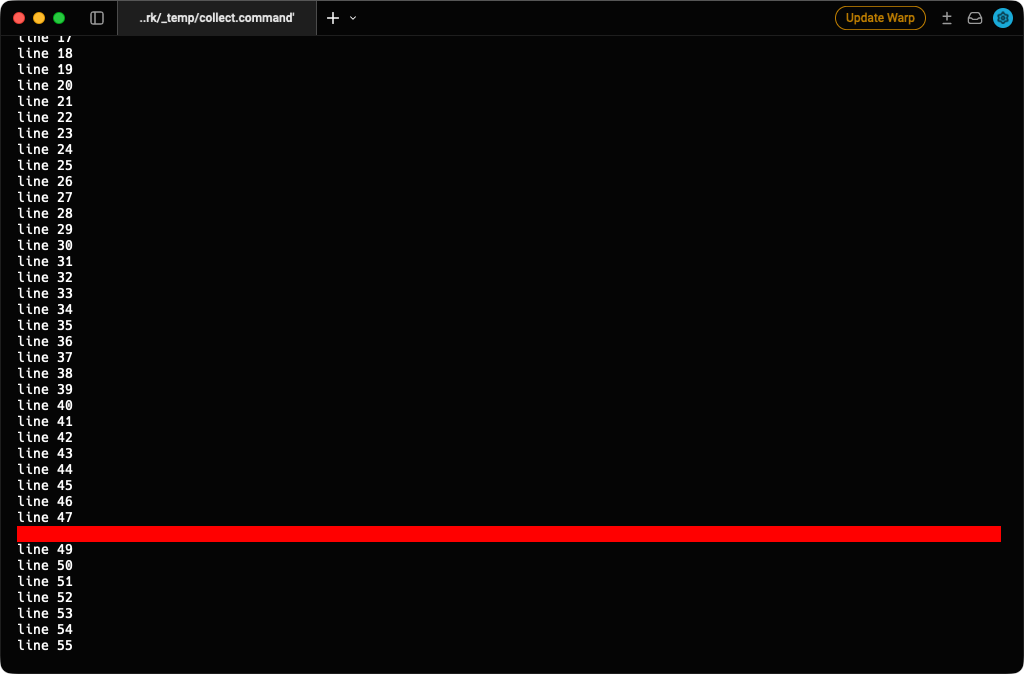 ..rk/_temp/collect.command'
Update Warp
line 17
line 18
line 19
line 20
line 21
line 22
line 23
line 24
line 25
line 26
line 27
line 28
line 29
line 30
line 31
line 32
line 33
line 34
line 35
line 36
line 37
line 38
line 39
line 40
line 41
line 42
line 43
line 44
line 45
line 46
line 47
line 49
line 50
line 51
line 52
line 53
line 54
line 55